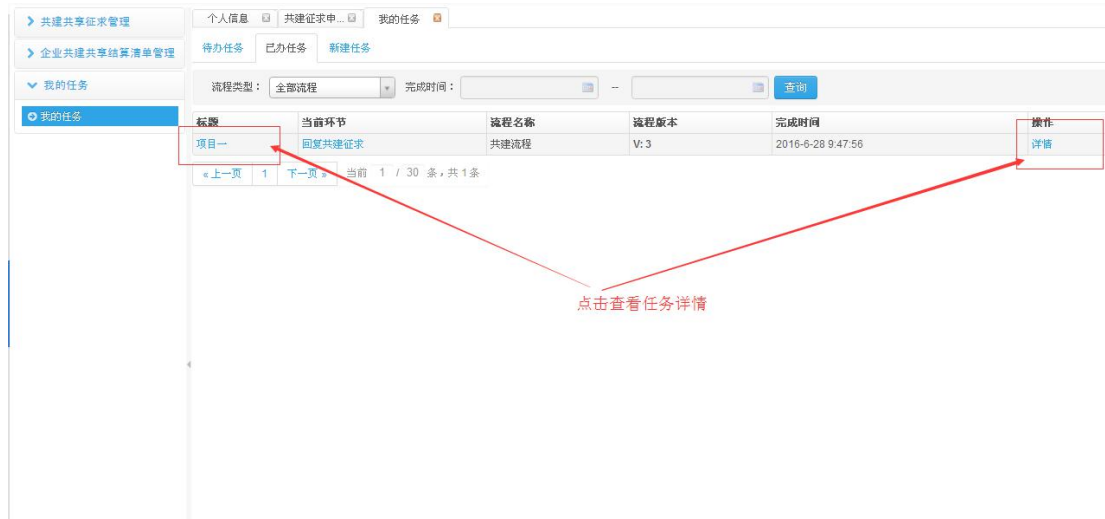 共建共享征求管理
企业共建共享结算清单管理
我的任务
我的任务
个人信息 共建征求申... 我的任务
待办任务 已办任务 新建任务
流程类型： 全部流程 完成时间： -- 查询
标题 当前环节 流程名称 流程版本 完成时间 操作
项目一 回复共建征求 共建流程 V: 3 2016-6-28 9:47:56 详情
«上一页 1 下一页» 当前 1 / 30 条，共1条
点击查看任务详情